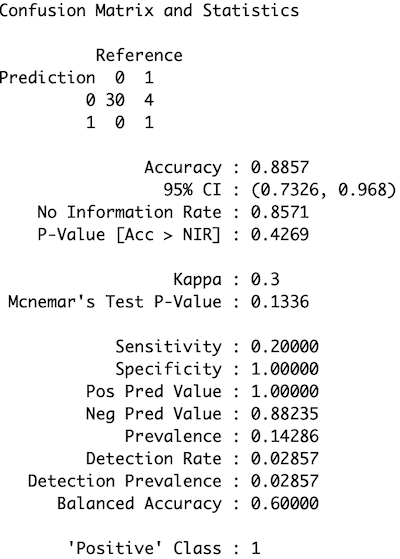 Confusion Matrix and Statistics
Reference
Prediction 0 1
0 30 4
1 0 1
Accuracy : 0.8857
95% CI : (0.7326, 0.968)
No Information Rate : 0.8571
P-Value [Acc > NIR] : 0.4269
Kappa : 0.3
Mcnemar's Test P-Value : 0.1336
Sensitivity : 0.20000
Specificity : 1.00000
Pos Pred Value : 1.00000
Neg Pred Value : 0.88235
Prevalence : 0.14286
Detection Rate : 0.02857
Detection Prevalence : 0.02857
Balanced Accuracy : 0.60000
'Positive' Class : 1